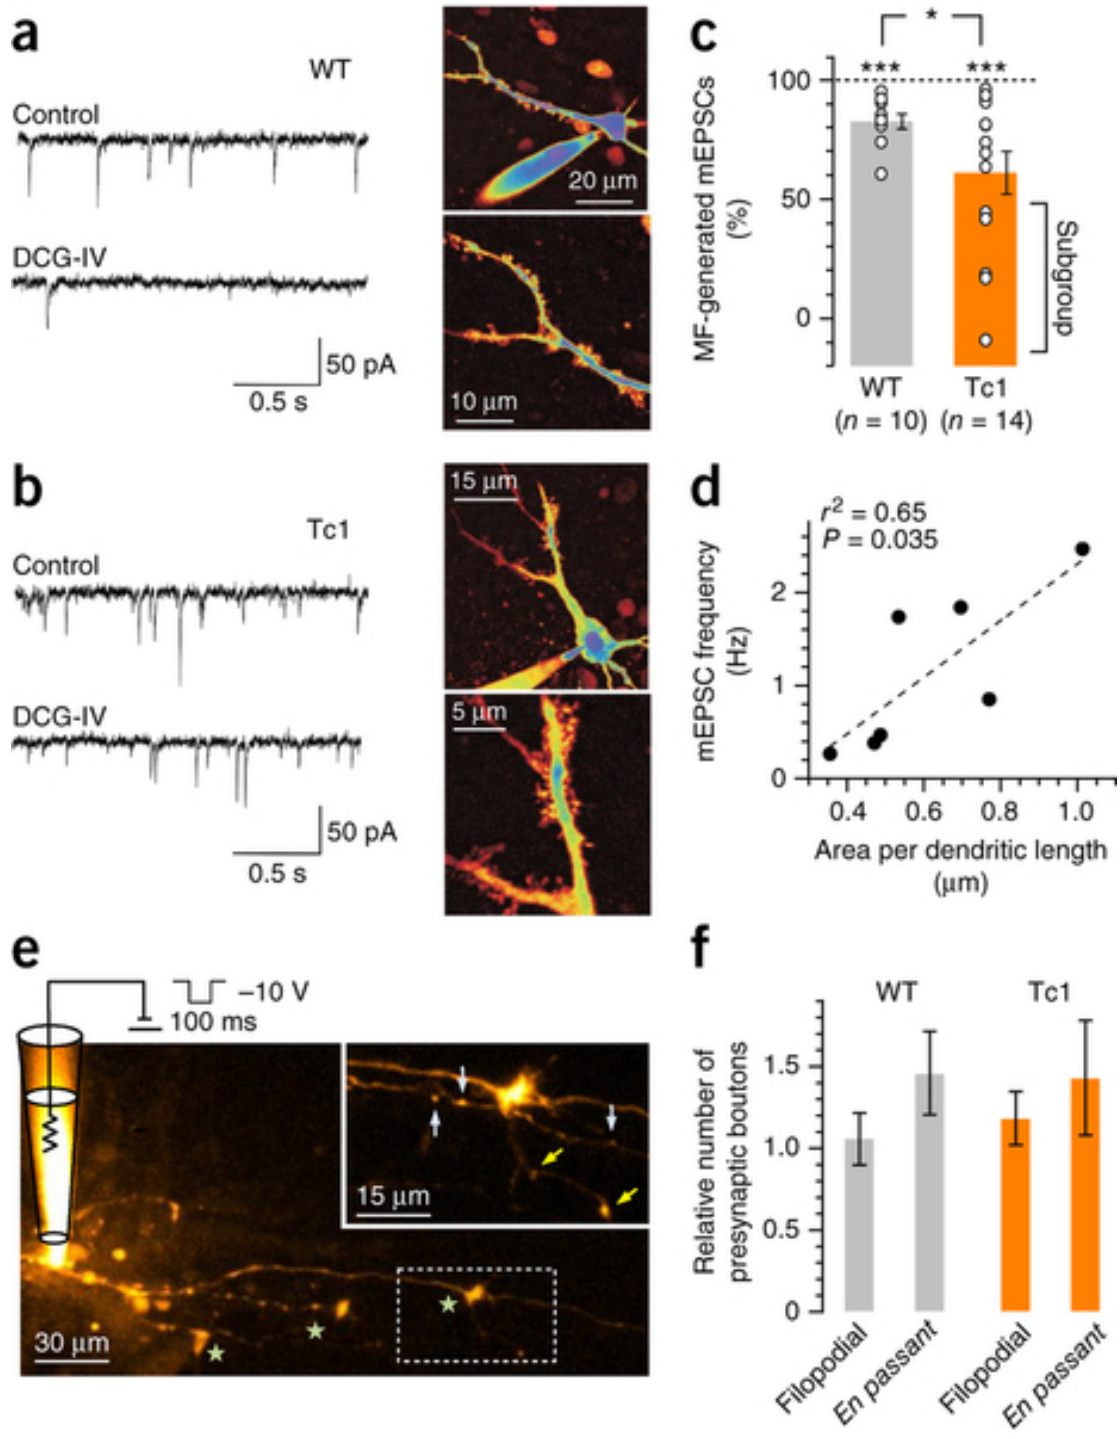 a
WT
Control
DCG-IV
50 pA
0.5 s
20 μm
10 μm
b
Tc1
Control
DCG-IV
50 pA
0.5 s
15 μm
5 μm
c
*
*** ***
MF-generated mEPSCs
(%)
100
50
0
Subgroup
WT Tc1
(n = 10) (n = 14)
d
r² = 0.65
P = 0.035
mEPSC frequency
(Hz)
2
1
0
0.4 0.6 0.8 1.0
Area per dendritic length
(μm)
e
–10 V
100 ms
15 μm
30 μm
f
WT Tc1
Relative number of
presynaptic boutons
1.5
1.0
0.5
0
Filopodial
En passant
Filopodial
En passant